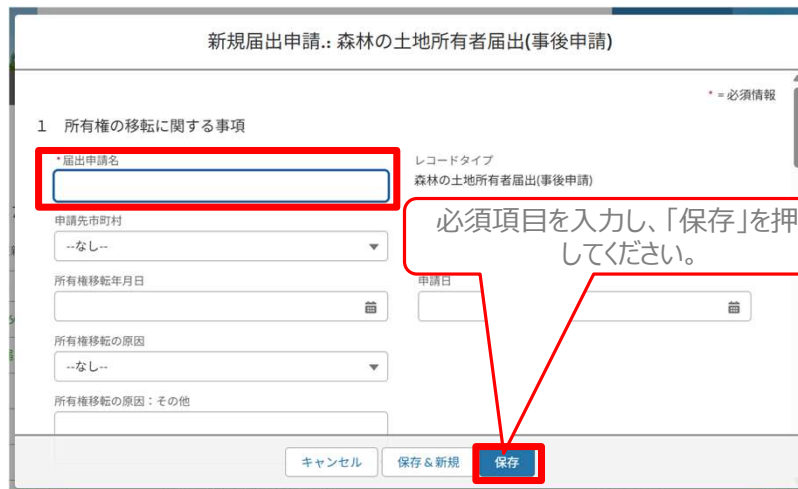 新規届出申請.: 森林の土地所有者届出(事後申請)
* = 必須情報
1 所有権の移転に関する事項
*届出申請名
レコードタイプ
森林の土地所有者届出(事後申請)
申請先市町村
--なし--
必須項目を入力し、「保存」を押
してください。
所有権移転年月日
申請日
所有権移転の原因
--なし--
所有権移転の原因：その他
キャンセル
保存 & 新規
保存